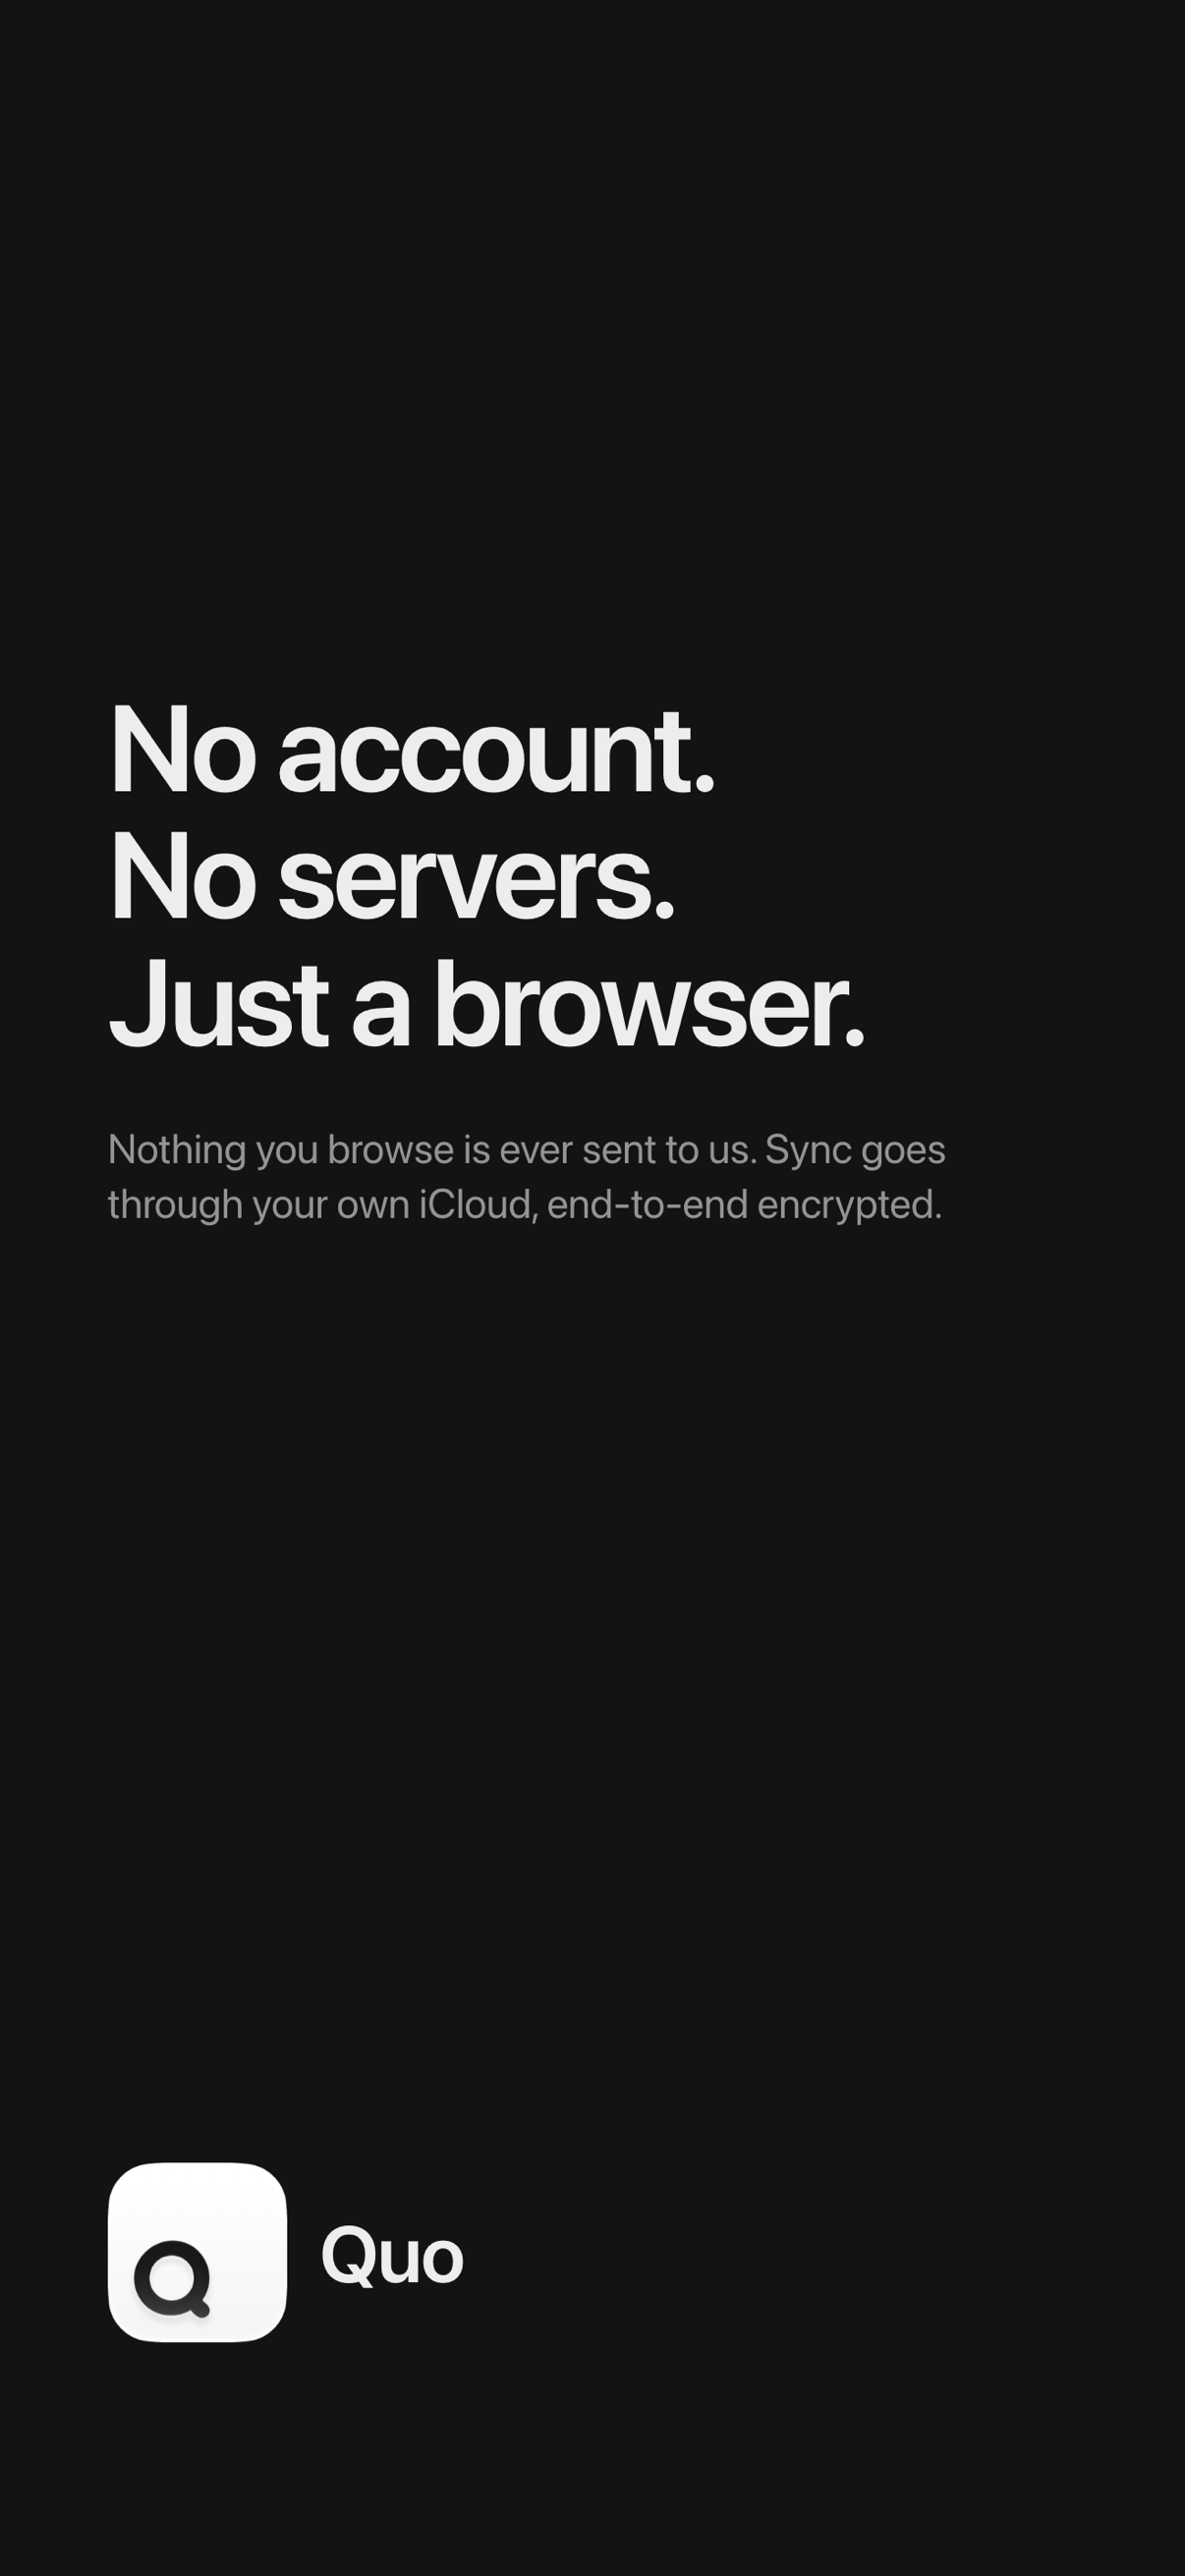 No account.
No servers.
Just a browser.
Nothing you browse is ever sent to us. Sync goes
through your own iCloud, end-to-end encrypted.
Quo